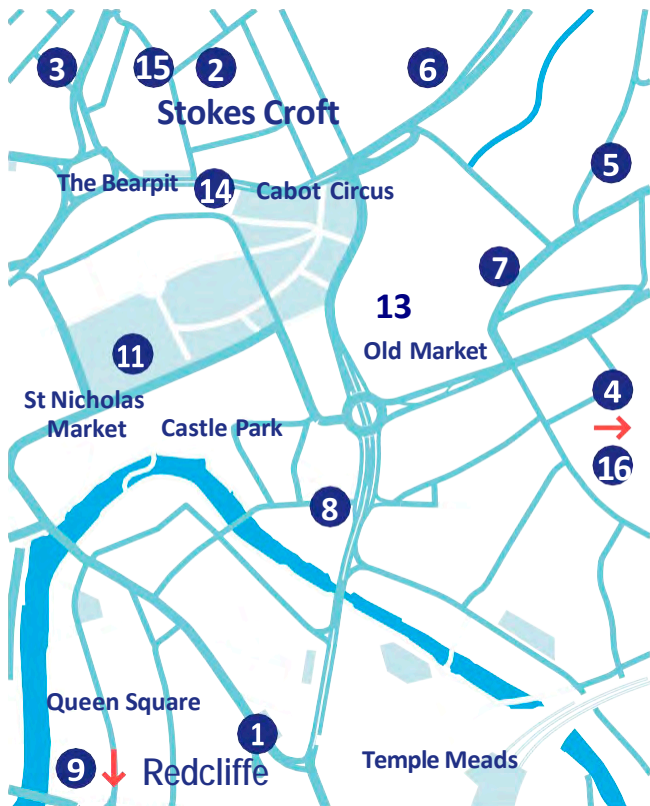 3
15
2
6
Stokes Croft
5
The Bearpit
14
Cabot Circus
7
13
Old Market
11
4
St Nicholas
Market
Castle Park
16
8
Queen Square
1
9
Redcliffe
Temple Meads